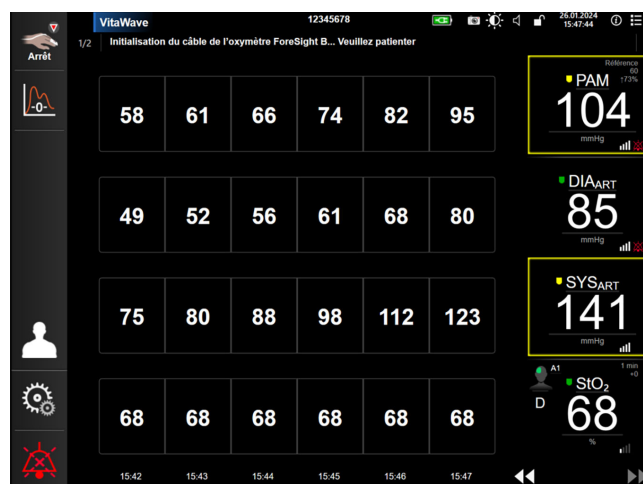 VitaWave
12345678
26.01.2024
15:47:44
Arrêt
1/2 Initialisation du câble de l'oxymètre ForeSight B... Veuillez patienter
-0-
58 61 66 74 82 95
Référence
60
↑73%
PAM
104
mmHg
49 52 56 61 68 80
DIAART
85
mmHg
75 80 88 98 112 123
SYSART
141
mmHg
68 68 68 68 68 68
A1
1 min
+0
StO2
D
68
%
15:42 15:43 15:44 15:45 15:46 15:47